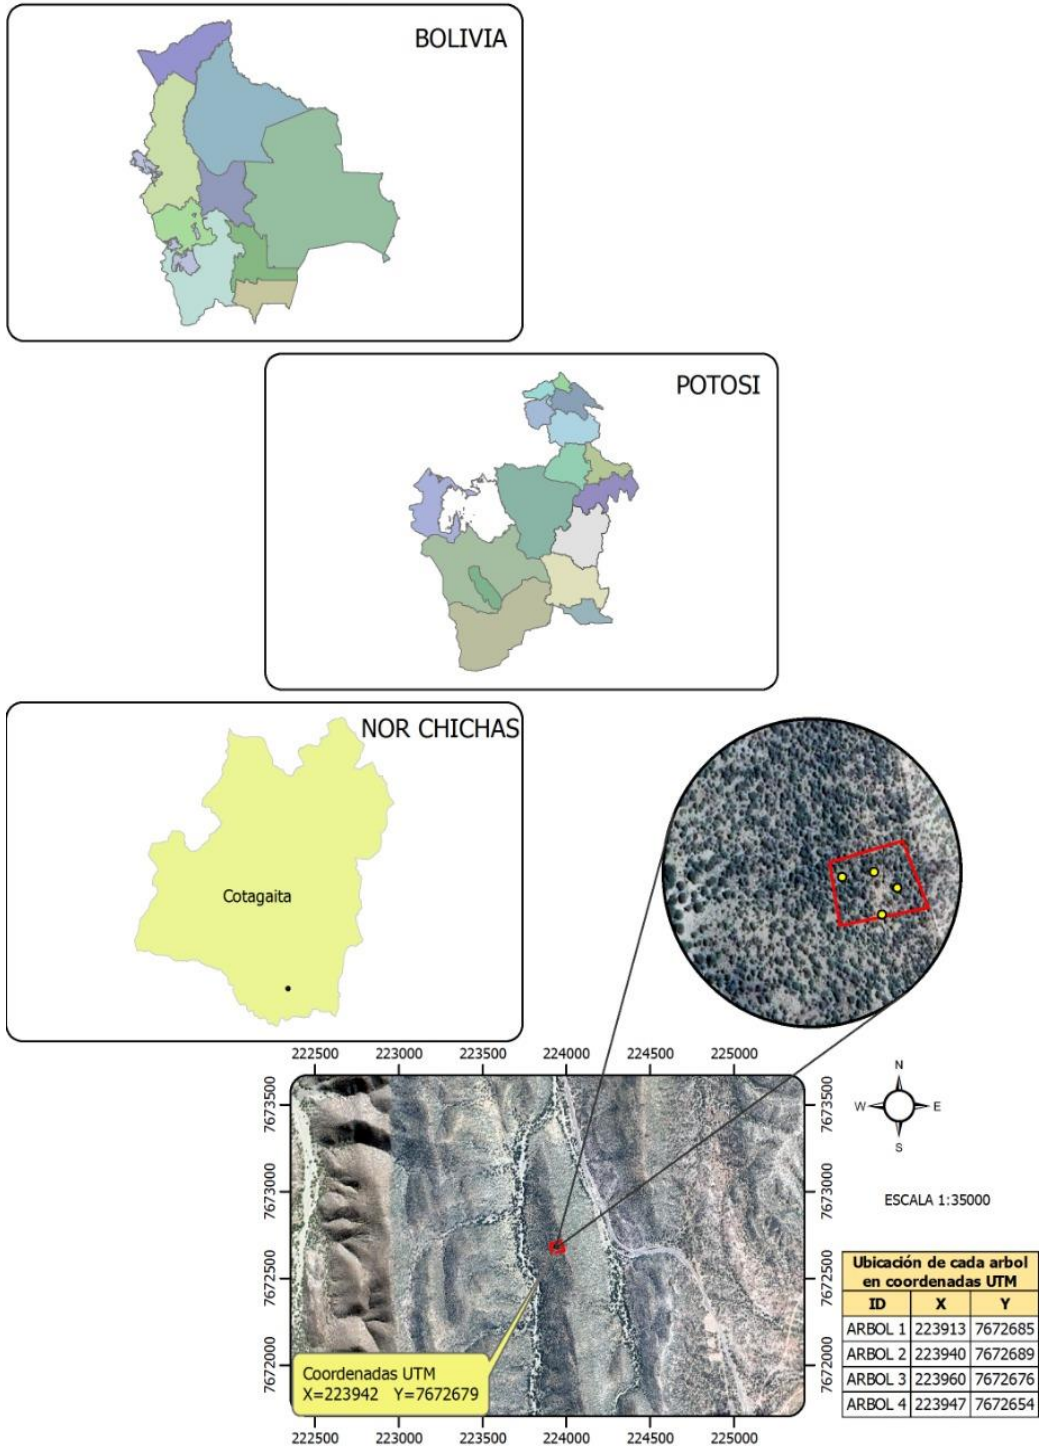 BOLIVIA
POTOSI
NOR CHICHAS
Cotagaita
222500 223000 223500 224000 224500 225000
7673500 7673500
7673000 7673000
7672500 7672500
7672000 7672000
222500 223000 223500 224000 224500 225000
Coordenadas UTM
X=223942 Y=7672679
N
W E
S
ESCALA 1:35000
Ubicación de cada arbol
en coordenadas UTM
ID X Y
ARBOL 1 223913 7672685
ARBOL 2 223940 7672689
ARBOL 3 223960 7672676
ARBOL 4 223947 7672654